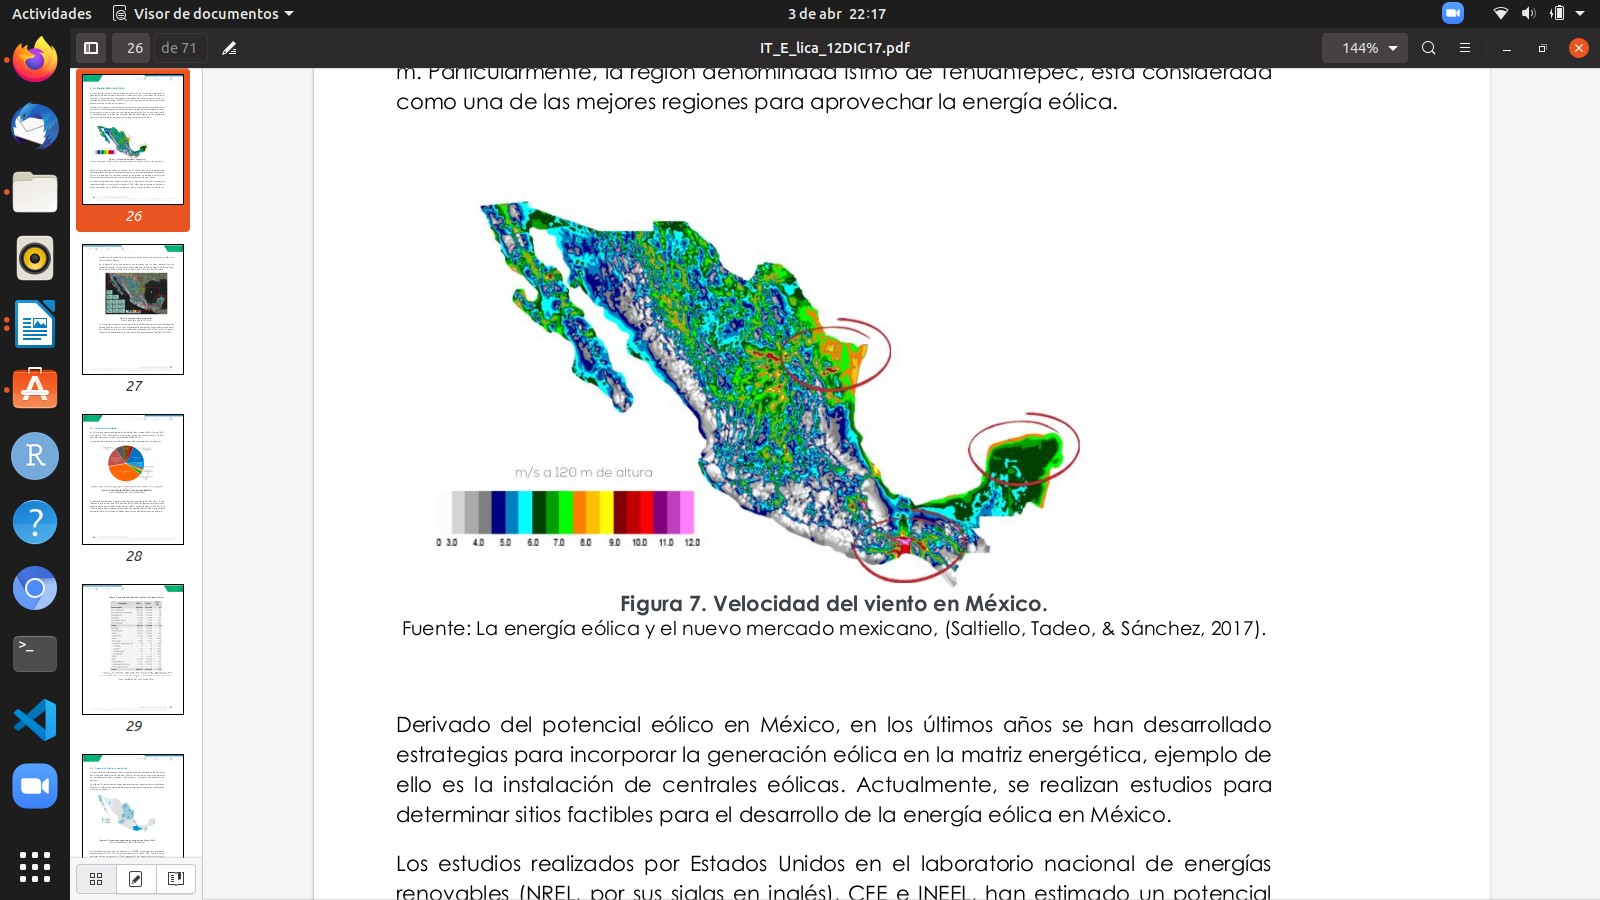 Actividades
Visor de documentos
3 de abr 22:17
26
de 71
IT_E_lica_12DIC17.pdf
144%
26
27
28
29
m. Particularmente, la región denominada Istmo de Tehuantepec, está considerada
como una de las mejores regiones para aprovechar la energía eólica.
m/s a 120 m de altura
0 3.0 4.0 5.0 6.0 7.0 8.0 9.0 10.0 11.0 12.0
Figura 7. Velocidad del viento en México.
Fuente: La energía eólica y el nuevo mercado mexicano, (Saltiello, Tadeo, & Sánchez, 2017).
Derivado del potencial eólico en México, en los últimos años se han desarrollado
estrategias para incorporar la generación eólica en la matriz energética, ejemplo de
ello es la instalación de centrales eólicas. Actualmente, se realizan estudios para
determinar sitios factibles para el desarrollo de la energía eólica en México.
Los estudios realizados por Estados Unidos en el laboratorio nacional de energías
renovables (NREL, por sus siglas en inglés), CFE e INEEL, han estimado un potencial